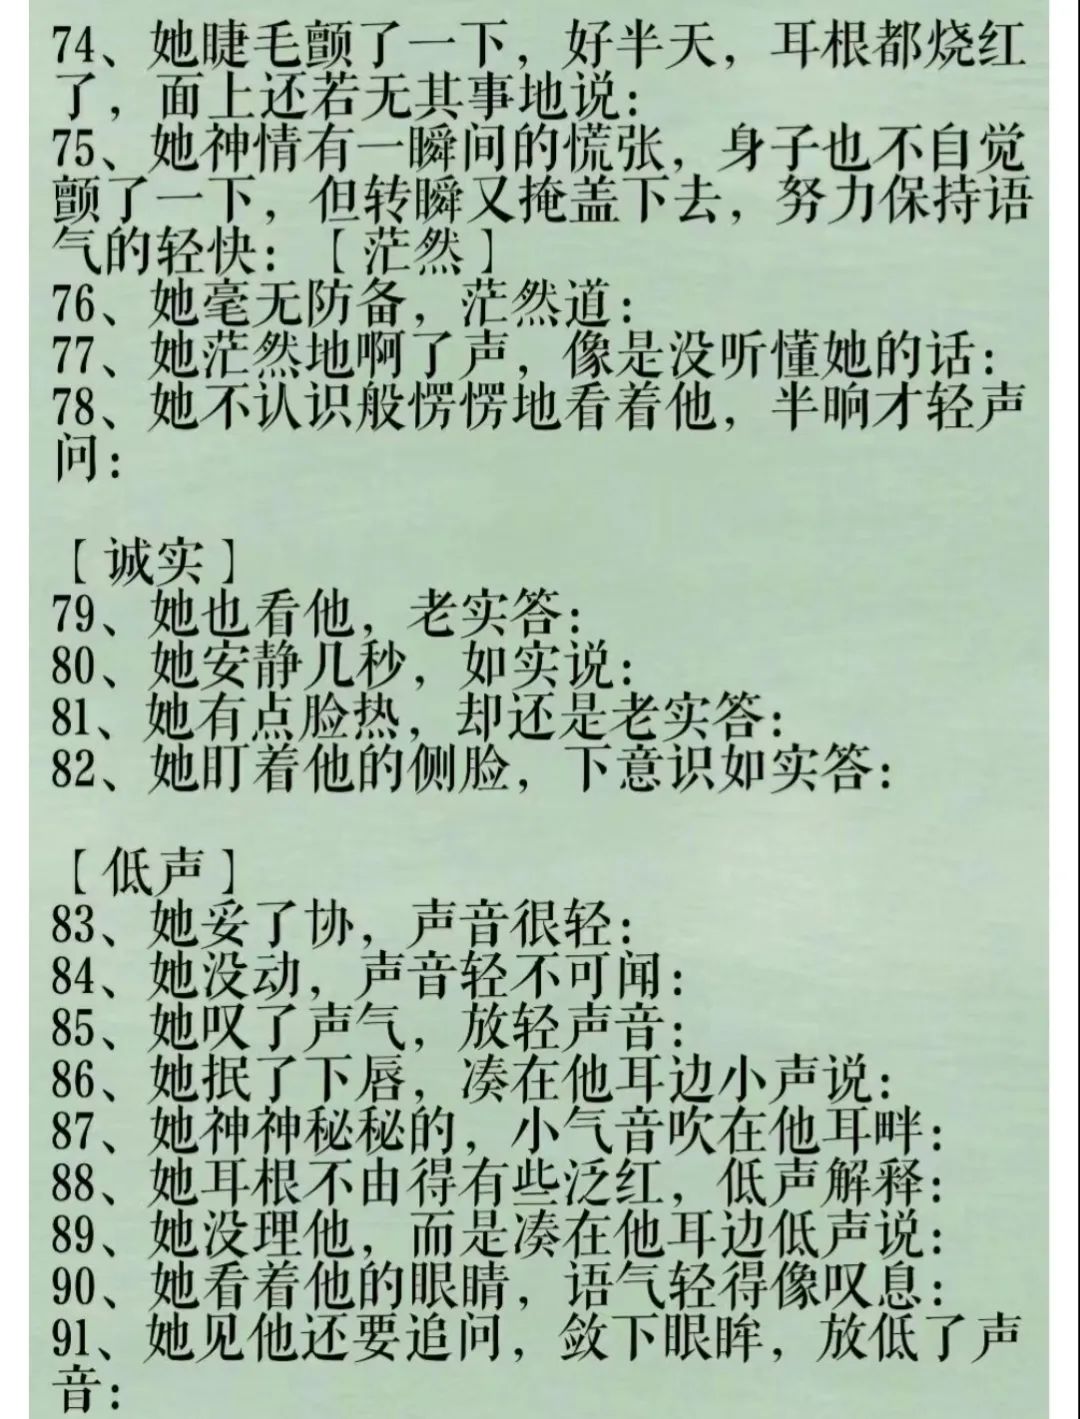 74、她睫毛颤了一下，好半天，耳根都烧红
了，面上还若无其事地说：
75、她神情有一瞬间的慌张，身子也不自觉
颤了一下，但转瞬又掩盖下去，努力保持语
气的轻快：【茫然】
76、她毫无防备，茫然道：
77、她茫然地啊了声，像是没听懂她的话：
78、她不认识般愣愣地看着他，半晌才轻声
问：
【诚实】
79、她也看他，老实答：
80、她安静几秒，如实说：
81、她有点脸热，却还是老实答：
82、她盯着他的侧脸，下意识如实答：
【低声】
83、她妥了协，声音很轻：
84、她没动，声音轻不可闻：
85、她叹了声气，放轻声音：
86、她抿了下唇，凑在他耳边小声说：
87、她神神秘秘的，小气音吹在他耳畔：
88、她耳根不由得有些泛红，低声解释：
89、她没理他，而是凑在他耳边低声说：
90、她看着他的眼睛，语气轻得像叹息：
91、她见他还要追问，敛下眼眸，放低了声
音：